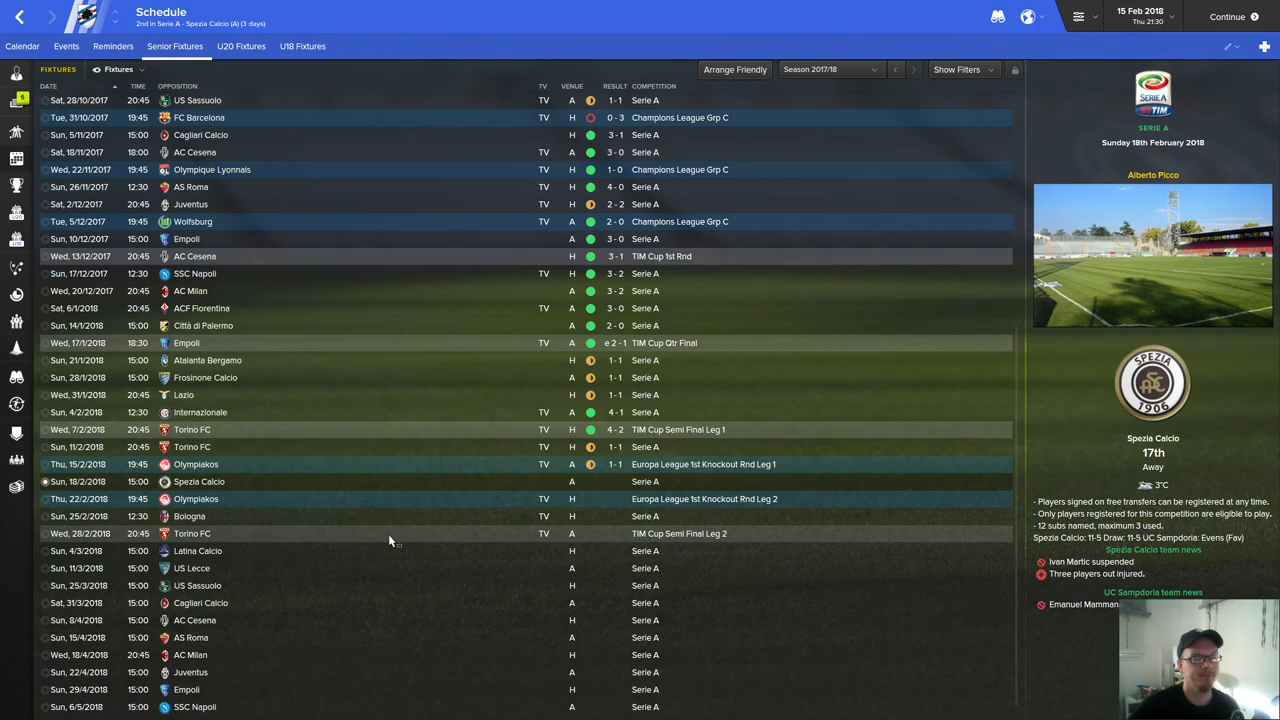 Schedule
2nd in Serie A - Spezia Calcio (A) (3 days)
15 Feb 2018
Thu 21:30
Continue
Calendar Events Reminders Senior Fixtures U20 Fixtures U18 Fixtures
FIXTURES Fixtures Arrange Friendly Season 2017/18 Show Filters
DATE TIME OPPOSITION TV VENUE RESULT COMPETITION
Sat, 28/10/2017 20:45 US Sassuolo TV A 1-1 Serie A
Tue, 31/10/2017 19:45 FC Barcelona TV H 0 - 3 Champions League Grp C
Sun, 5/11/2017 15:00 Cagliari Calcio H 3 - 1 Serie A
Sat, 18/11/2017 18:00 AC Cesena TV A 3 - 0 Serie A
Wed, 22/11/2017 19:45 Olympique Lyonnais TV H 1 - 0 Champions League Grp C
Sun, 26/11/2017 12:30 AS Roma TV H 4 - 0 Serie A
Sat, 2/12/2017 20:45 Juventus TV H 2 - 2 Serie A
Tue, 5/12/2017 19:45 Wolfsburg TV A 2 - 0 Champions League Grp C
Sun, 10/12/2017 15:00 Empoli A 3 - 0 Serie A
Wed, 13/12/2017 20:45 AC Cesena H 3 - 1 TIM Cup 1st Rnd
Sun, 17/12/2017 12:30 SSC Napoli TV H 3 - 2 Serie A
Wed, 20/12/2017 20:45 AC Milan A 3 - 2 Serie A
Sat, 6/1/2018 20:45 ACF Fiorentina TV A 3 - 0 Serie A
Sun, 14/1/2018 15:00 Città di Palermo A 2 - 0 Serie A
Wed, 17/1/2018 18:30 Empoli TV A e 2 - 1 TIM Cup Qtr Final
Sun, 21/1/2018 15:00 Atalanta Bergamo H 1 - 1 Serie A
Sun, 28/1/2018 15:00 Frosinone Calcio A 1 - 1 Serie A
Wed, 31/1/2018 20:45 Lazio H 1 - 1 Serie A
Sun, 4/2/2018 12:30 Internazionale TV A 4 - 1 Serie A
Wed, 7/2/2018 20:45 Torino FC TV H 4 - 2 TIM Cup Semi Final Leg 1
Sun, 11/2/2018 20:45 Torino FC TV H 1 - 1 Serie A
Thu, 15/2/2018 19:45 Olympiakos TV A 1 - 1 Europa League 1st Knockout Rnd Leg 1
Sun, 18/2/2018 15:00 Spezia Calcio A Serie A
Thu, 22/2/2018 19:45 Olympiakos TV H Europa League 1st Knockout Rnd Leg 2
Sun, 25/2/2018 12:30 Bologna TV H Serie A
Wed, 28/2/2018 20:45 Torino FC TV A TIM Cup Semi Final Leg 2
Sun, 4/3/2018 15:00 Latina Calcio H Serie A
Sun, 11/3/2018 15:00 US Lecce A Serie A
Sun, 25/3/2018 15:00 US Sassuolo H Serie A
Sat, 31/3/2018 15:00 Cagliari Calcio A Serie A
Sun, 8/4/2018 15:00 AC Cesena H Serie A
Sun, 15/4/2018 15:00 AS Roma A Serie A
Wed, 18/4/2018 20:45 AC Milan H Serie A
Sun, 22/4/2018 15:00 Juventus A Serie A
Sun, 29/4/2018 15:00 Empoli H Serie A
Sun, 6/5/2018 15:00 SSC Napoli A Serie A
SERIE A
TIM
SERIE A
Sunday 18th February 2018
Alberto Picco
SPEZIA
1906
Spezia Calcio
17th
Away
3°C
- Players signed on free transfers can be registered at any time.
- Only players registered for this competition are eligible to play.
- 12 subs named, maximum 3 used.
Spezia Calcio: 11-5 Draw: 11-5 UC Sampdoria: Evens (Fav)
Spezia Calcio team news
Ivan Martic suspended
Three players out injured.
UC Sampdoria team news
Emanuel Mamman
6
U20
U18